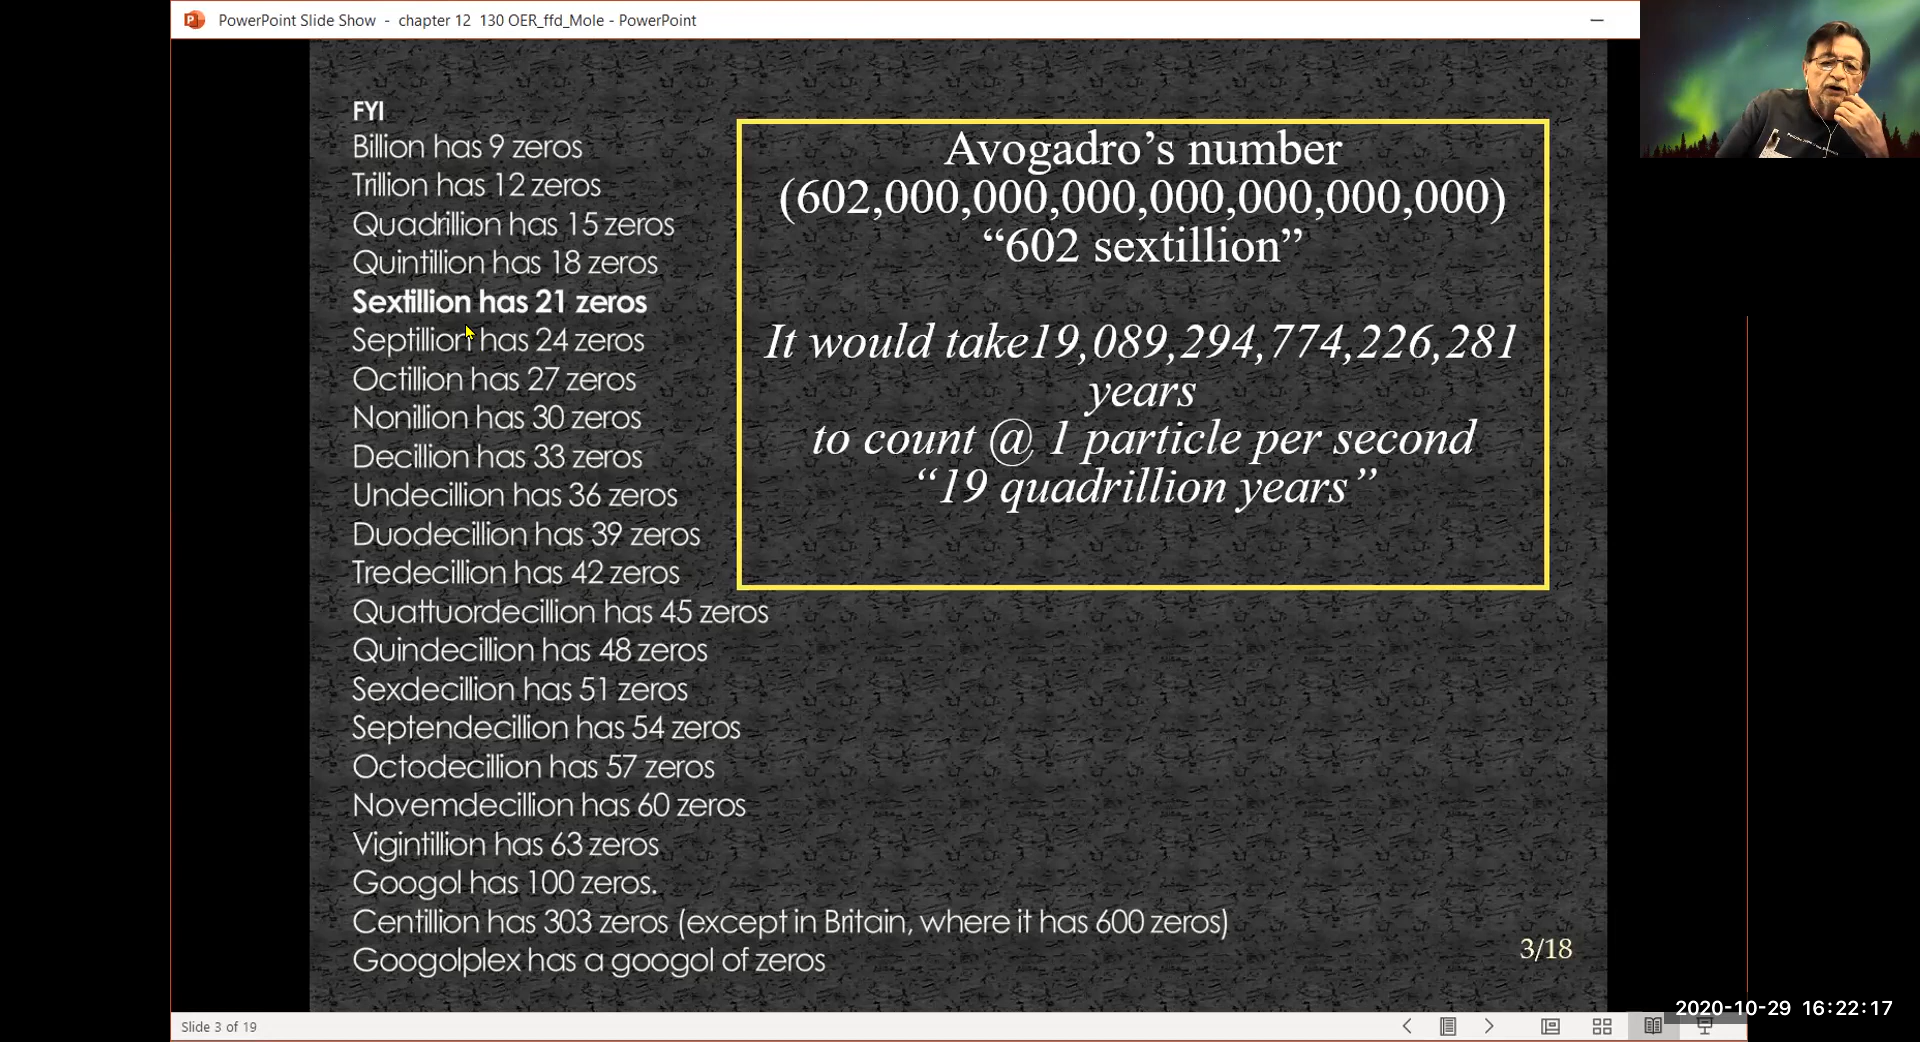 PowerPoint Slide Show - chapter 12 130 OER_ffd_Mole - PowerPoint
FYI
Billion has 9 zeros
Trillion has 12 zeros
Quadrillion has 15 zeros
Quintillion has 18 zeros
Sextillion has 21 zeros
Septillion has 24 zeros
Octillion has 27 zeros
Nonillion has 30 zeros
Decillion has 33 zeros
Undecillion has 36 zeros
Duodecillion has 39 zeros
Tredecillion has 42 zeros
Quattuordecillion has 45 zeros
Quindecillion has 48 zeros
Sexdecillion has 51 zeros
Septendecillion has 54 zeros
Octodecillion has 57 zeros
Novemdecillion has 60 zeros
Vigintillion has 63 zeros
Googol has 100 zeros.
Centillion has 303 zeros (except in Britain, where it has 600 zeros)
Googolplex has a googol of zeros
Avogadro’s number
(602,000,000,000,000,000,000,000)
“602 sextillion”
It would take19,089,294,774,226,281
years
to count @ 1 particle per second
“19 quadrillion years”
3/18
Slide 3 of 19
2020-10-29 16:22:17